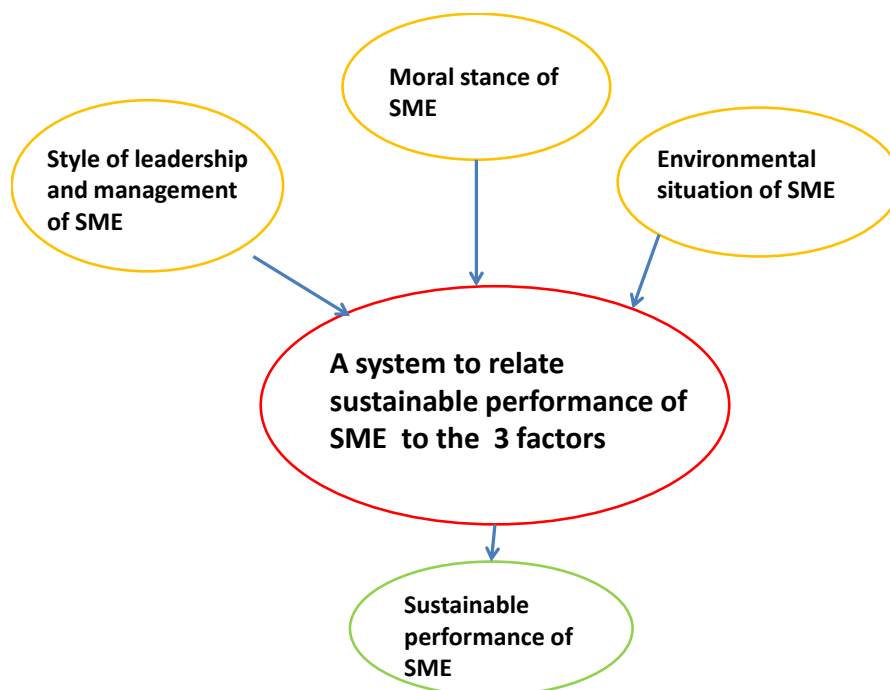 Moral stance of
SME
Style of leadership
and management
of SME
Environmental
situation of SME
A system to relate
sustainable performance of
SME to the 3 factors
Sustainable
performance of
SME